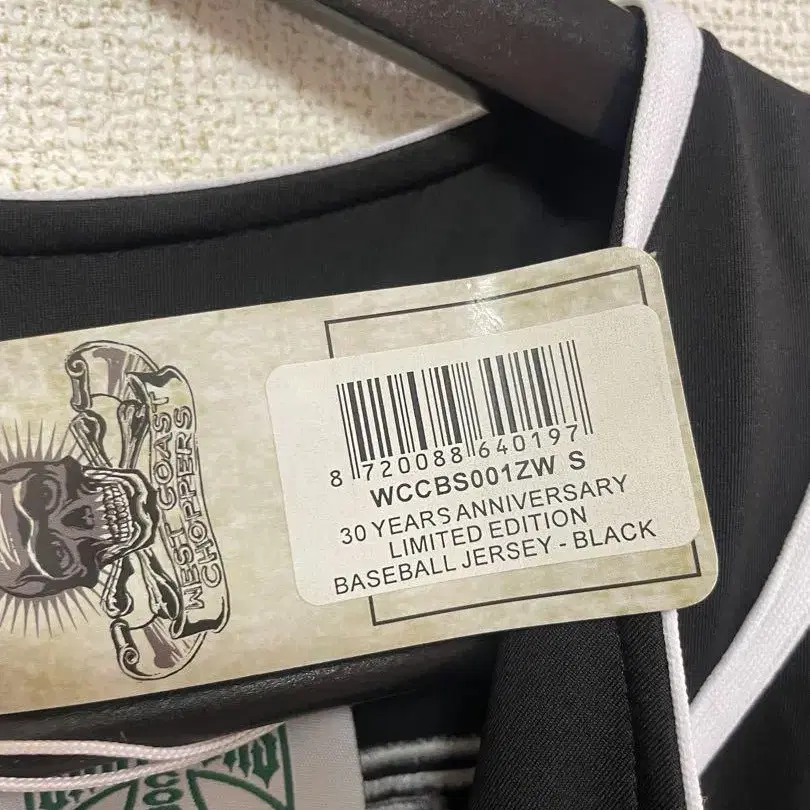 WEST COAST
CHOPPERS
8 720088 640197
WCCBS001ZW S
30 YEARS ANNIVERSARY
LIMITED EDITION
BASEBALL JERSEY - BLACK